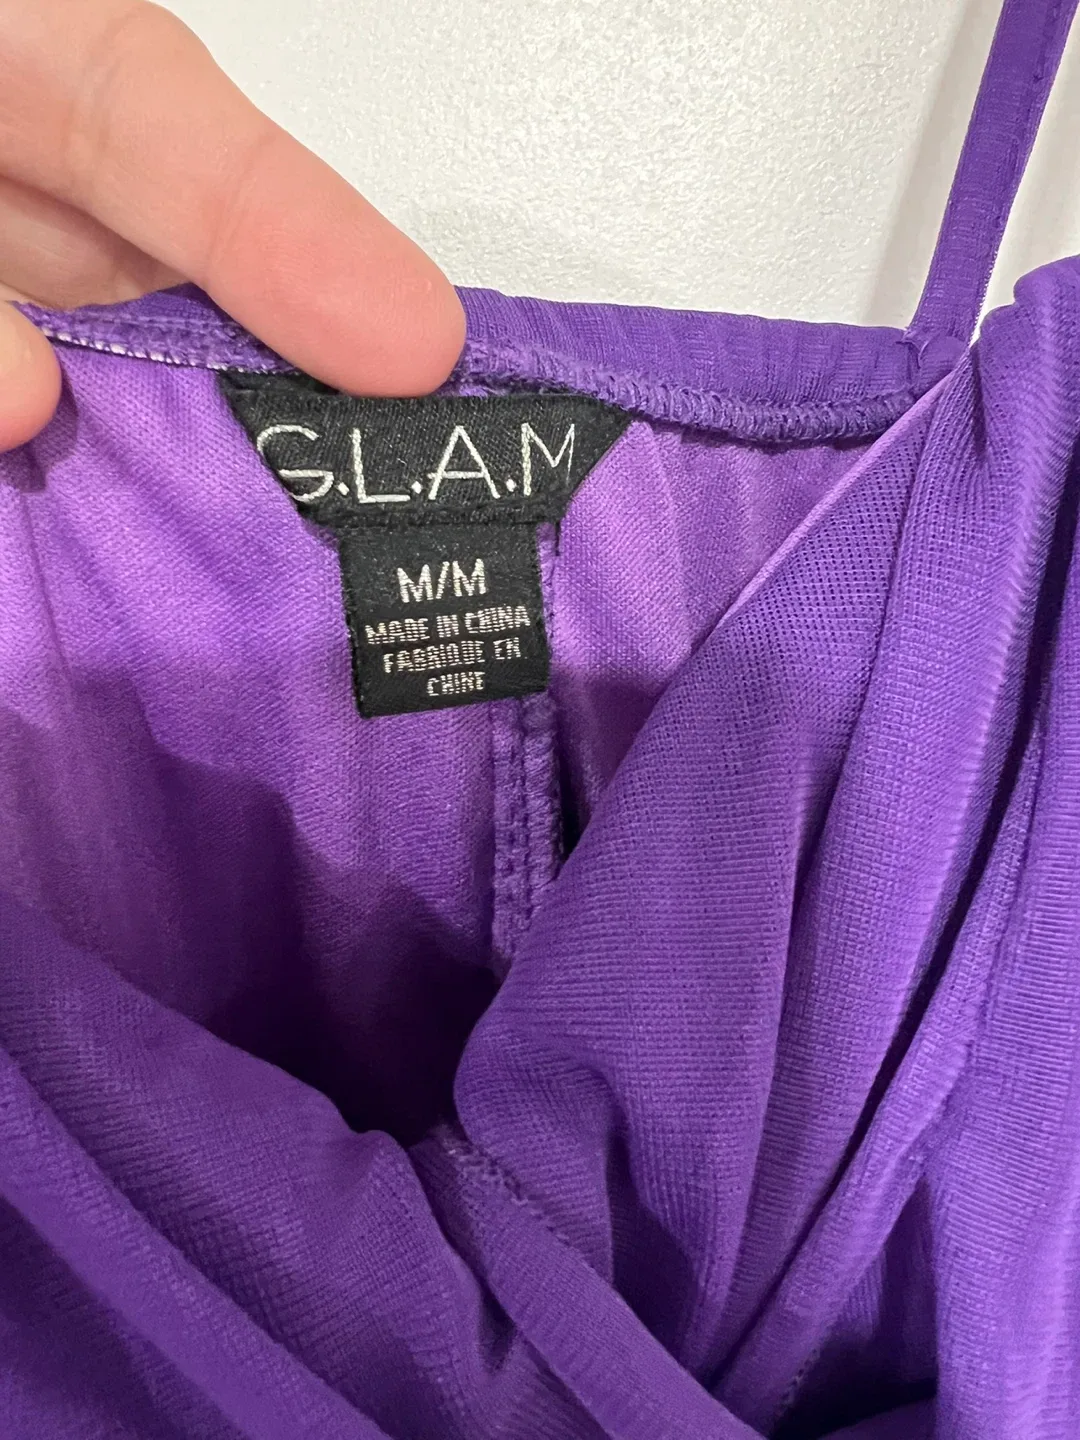 G.L.A.M
M/M
MADE IN CHINA
FABRIQUE EN
CHINE